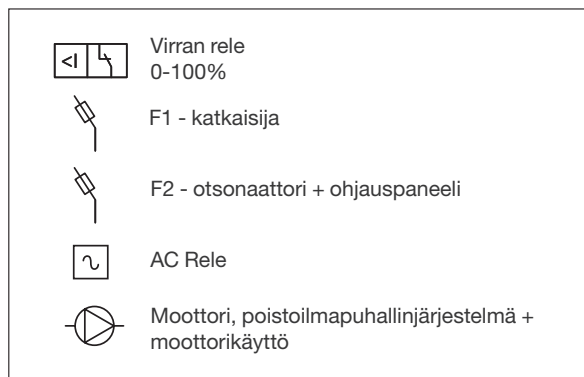 <I
Virran rele
0-100%
F1 - katkaisija
F2 - otsonaattori + ohjauspaneeli
AC Rele
Moottori, poistoilmapuhallinjärjestelmä +
moottorikäyttö